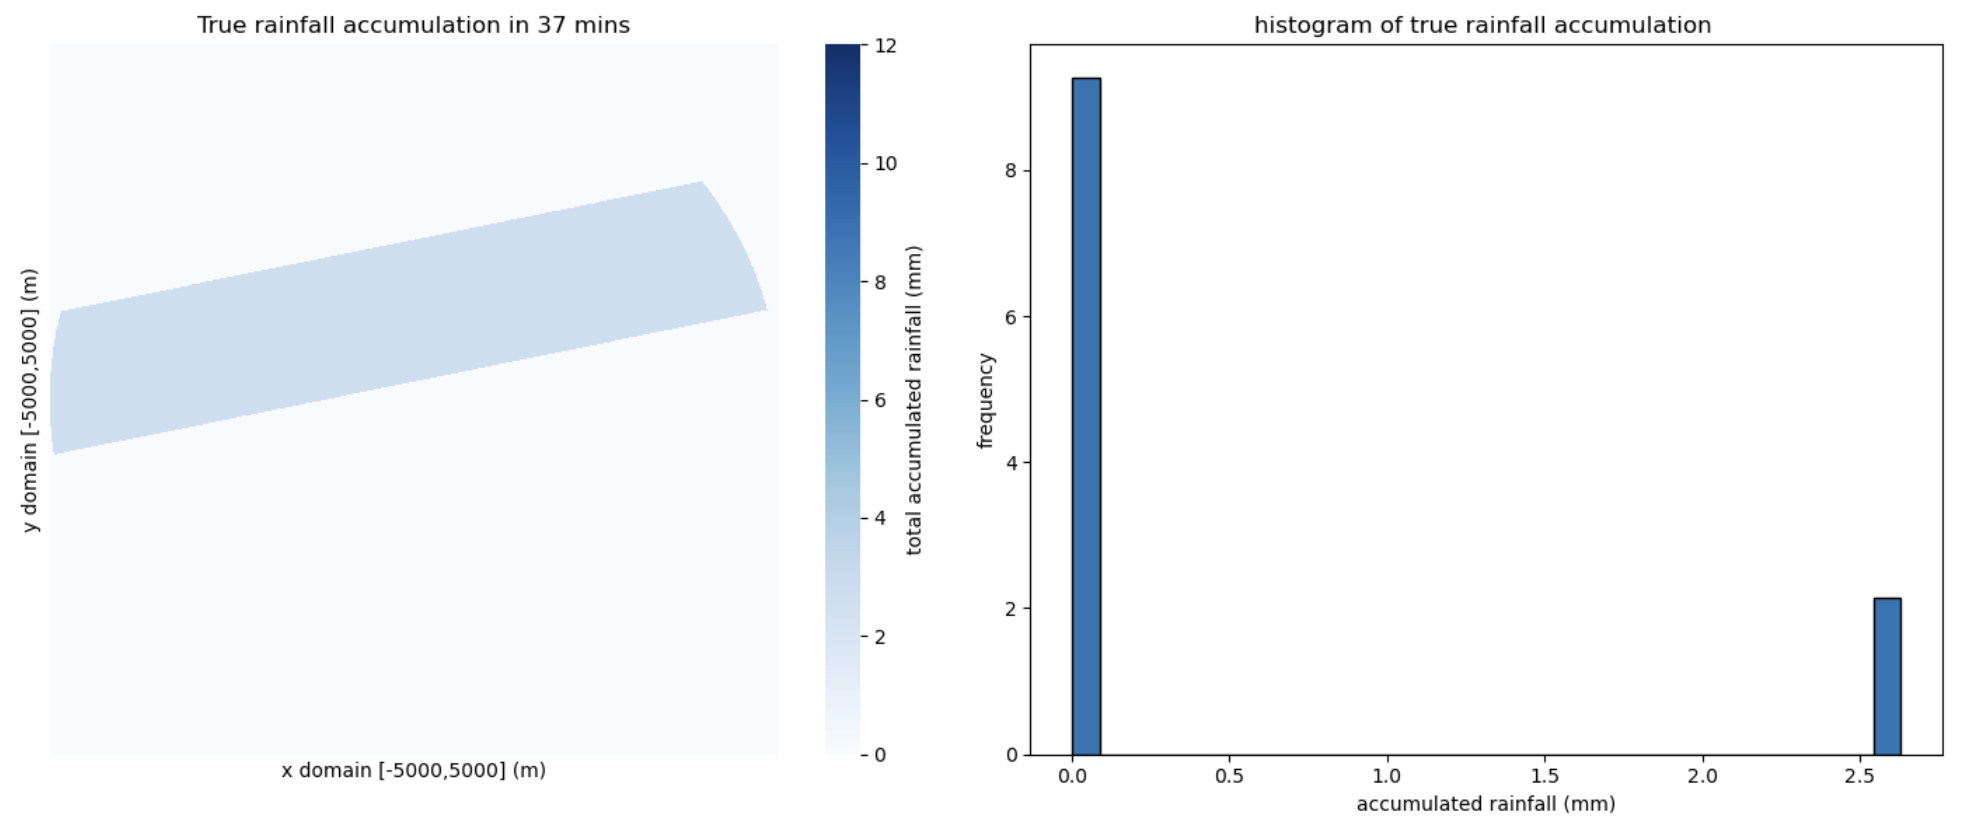 True rainfall accumulation in 37 mins
y domain [-5000,5000] (m)
x domain [-5000,5000] (m)
12
10
8
6
4
2
0
total accumulated rainfall (mm)
histogram of true rainfall accumulation
frequency
8
6
4
2
0
0.0 0.5 1.0 1.5 2.0 2.5
accumulated rainfall (mm)